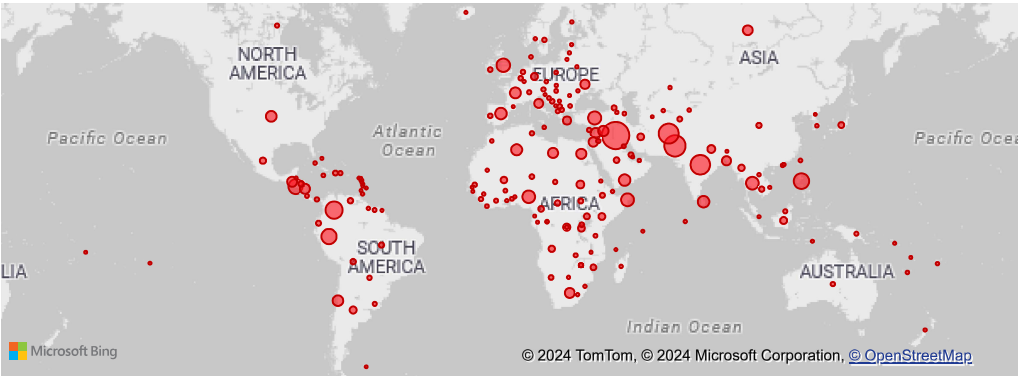 NORTH
AMERICA
EUROPE
ASIA
Pacific Ocean
Atlantic
Ocean
Pacific Oce
AFRICA
SOUTH
AMERICA
LIA
AUSTRALIA
Indian Ocean
Microsoft Bing
© 2024 TomTom, © 2024 Microsoft Corporation, © OpenStreetMap